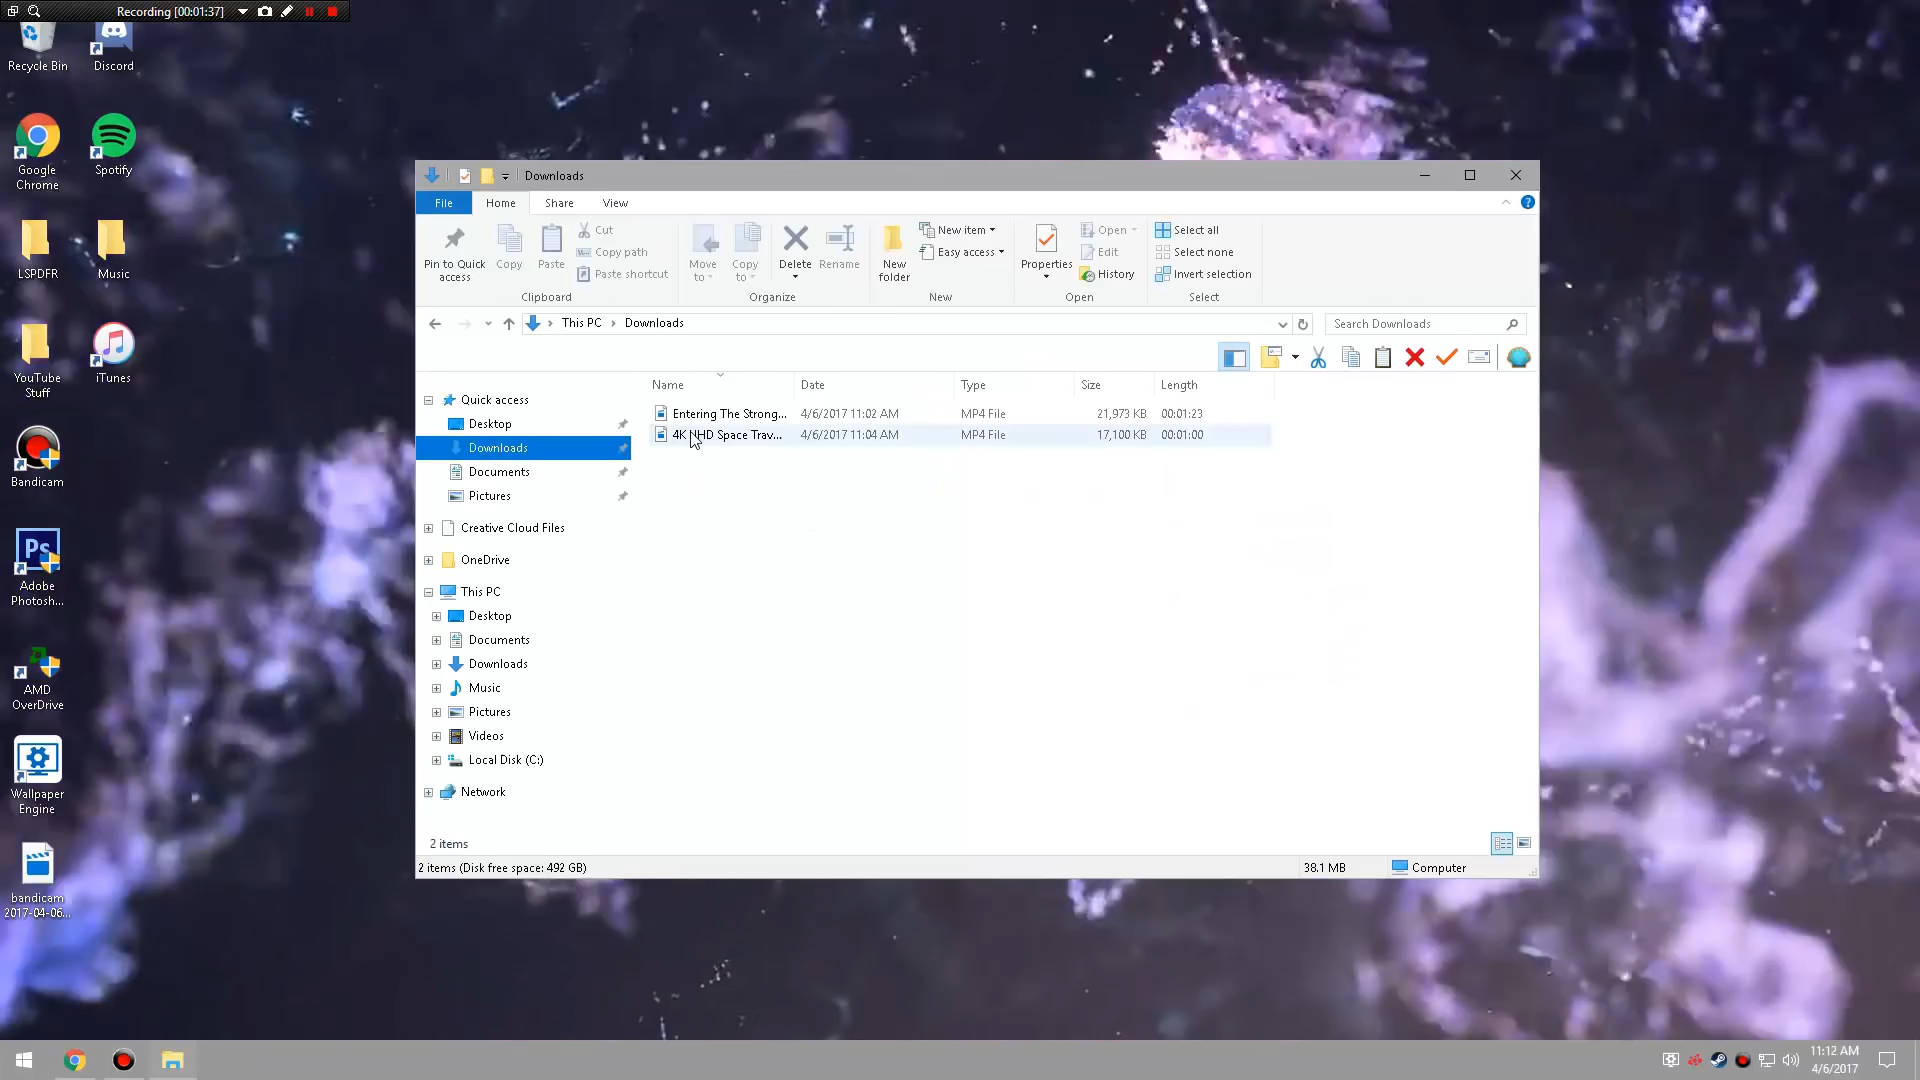 Recording [00:01:37]
Recycle Bin
Discord
Google
Chrome
Spotify
LSPDFR
Music
YouTube
Stuff
iTunes
Bandicam
Ps
Adobe
Photosh...
AMD
OverDrive
Wallpaper
Engine
bandicam
2017-04-06...
Downloads
File
Home
Share
View
Pin to Quick
access
Copy
Paste
Cut
Copy path
Paste shortcut
Clipboard
Move
to
Copy
to
Delete
Rename
Organize
New
folder
New item
Easy access
New
Properties
Open
Edit
History
Open
Select all
Select none
Invert selection
Select
This PC
Downloads
Search Downloads
Name
Date
Type
Size
Length
Entering The Strong...
4/6/2017 11:02 AM
MP4 File
21,973 KB
00:01:23
4K UHD Space Trav...
4/6/2017 11:04 AM
MP4 File
17,100 KB
00:01:00
Quick access
Desktop
Downloads
Documents
Pictures
Creative Cloud Files
OneDrive
This PC
Desktop
Documents
Downloads
Music
Pictures
Videos
Local Disk (C:)
Network
2 items
2 items (Disk free space: 492 GB)
38.1 MB
Computer
11:12 AM
4/6/2017